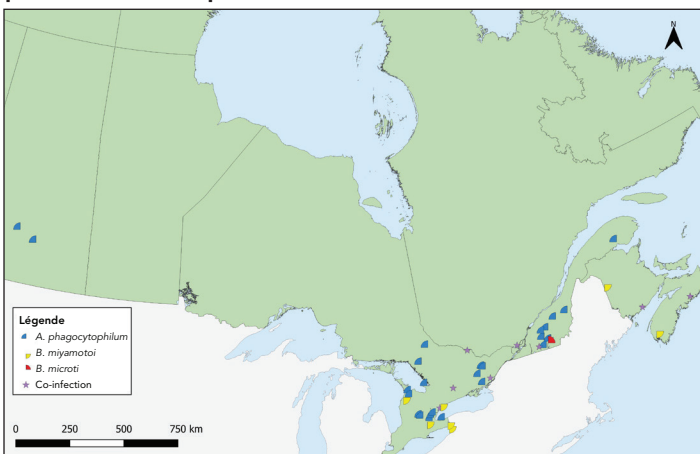 N
Légende
A. phagocytophilum
B. miyamotoi
B. microti
Co-infection
0 250 500 750 km